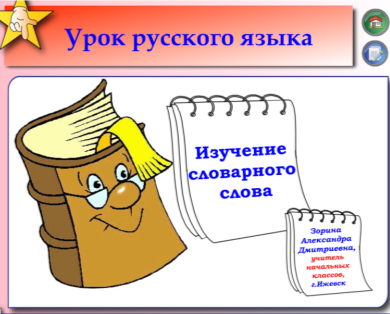 Урок русского языка
Изучение
словарного
слова
Зорина
Александра
Дмитриевна,
учитель
начальных
классов,
г.Ижевск